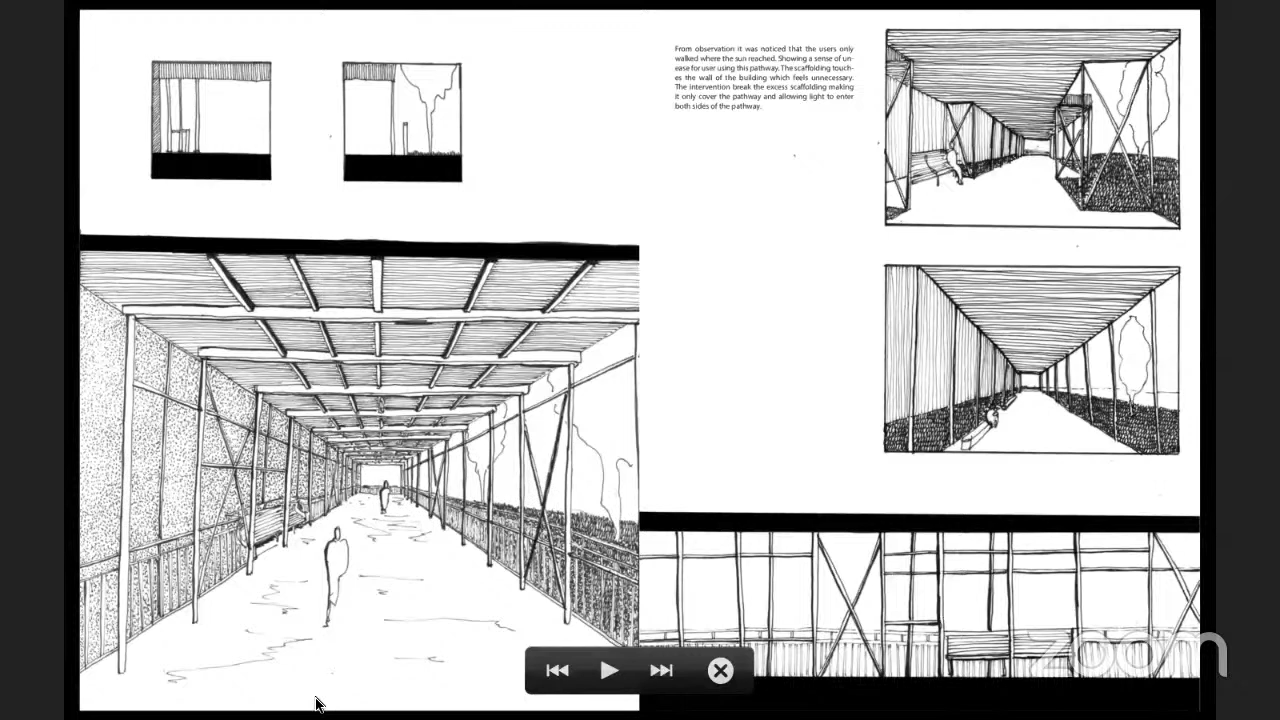 From observation it was noticed that the users only
walked where the sun reached. Showing a sense of un-
ease for user using this pathway. The scaffolding touch-
es the wall of the building which feels unnecessary.
The intervention break the excess scaffolding making
it only cover the pathway and allowing light to enter
both sides of the pathway.
zoom